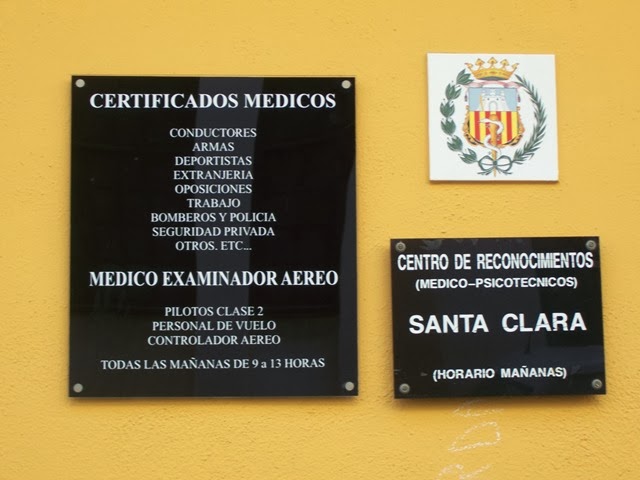 CERTIFICADOS MEDICOS
CONDUCTORES
ARMAS
DEPORTISTAS
EXTRANJERIA
OPOSICIONES
TRABAJO
BOMBEROS Y POLICIA
SEGURIDAD PRIVADA
OTROS. ETC...
MEDICO EXAMINADOR AEREO
PILOTOS CLASE 2
PERSONAL DE VUELO
CONTROLADOR AEREO
TODAS LAS MAÑANAS DE 9 a 13 HORAS
CENTRO DE RECONOCIMIENTOS
(MEDICO-PSICOTECNICOS)
SANTA CLARA
(HORARIO MAÑANAS)